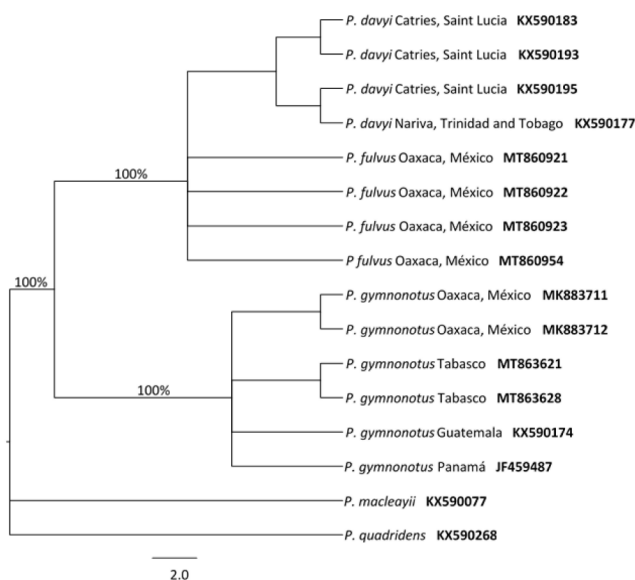 P. davyi Catries, Saint Lucia KX590183
P. davyi Catries, Saint Lucia KX590193
P. davyi Catries, Saint Lucia KX590195
P. davyi Nariva, Trinidad and Tobago KX590177
P. fulvus Oaxaca, México MT860921
100%
P. fulvus Oaxaca, México MT860922
P. fulvus Oaxaca, México MT860923
P fulvus Oaxaca, México MT860954
100%
P. gymnonotus Oaxaca, México MK883711
P. gymnonotus Oaxaca, México MK883712
P. gymnonotus Tabasco MT863621
100%
P. gymnonotus Tabasco MT863628
P. gymnonotus Guatemala KX590174
P. gymnonotus Panamá JF459487
P. macleayii KX590077
P. quadridens KX590268
2.0